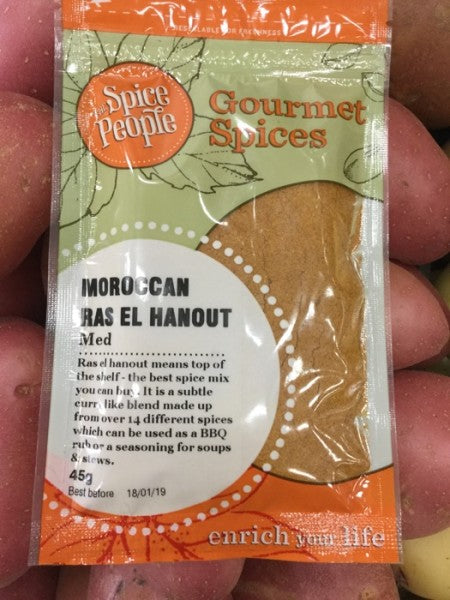 RESEALABLE FOR FRESHNESS
The
Spice
People
Gourmet
Spices
MOROCCAN
RAS EL HANOUT
Med
Ras el hanout means top of
the shelf - the best spice mix
you can buy. It is a subtle
curry like blend made up
from over 14 different spices
which can be used as a BBQ
rub or a seasoning for soups
& stews.
45g
Best before 18/01/19
enrich your life